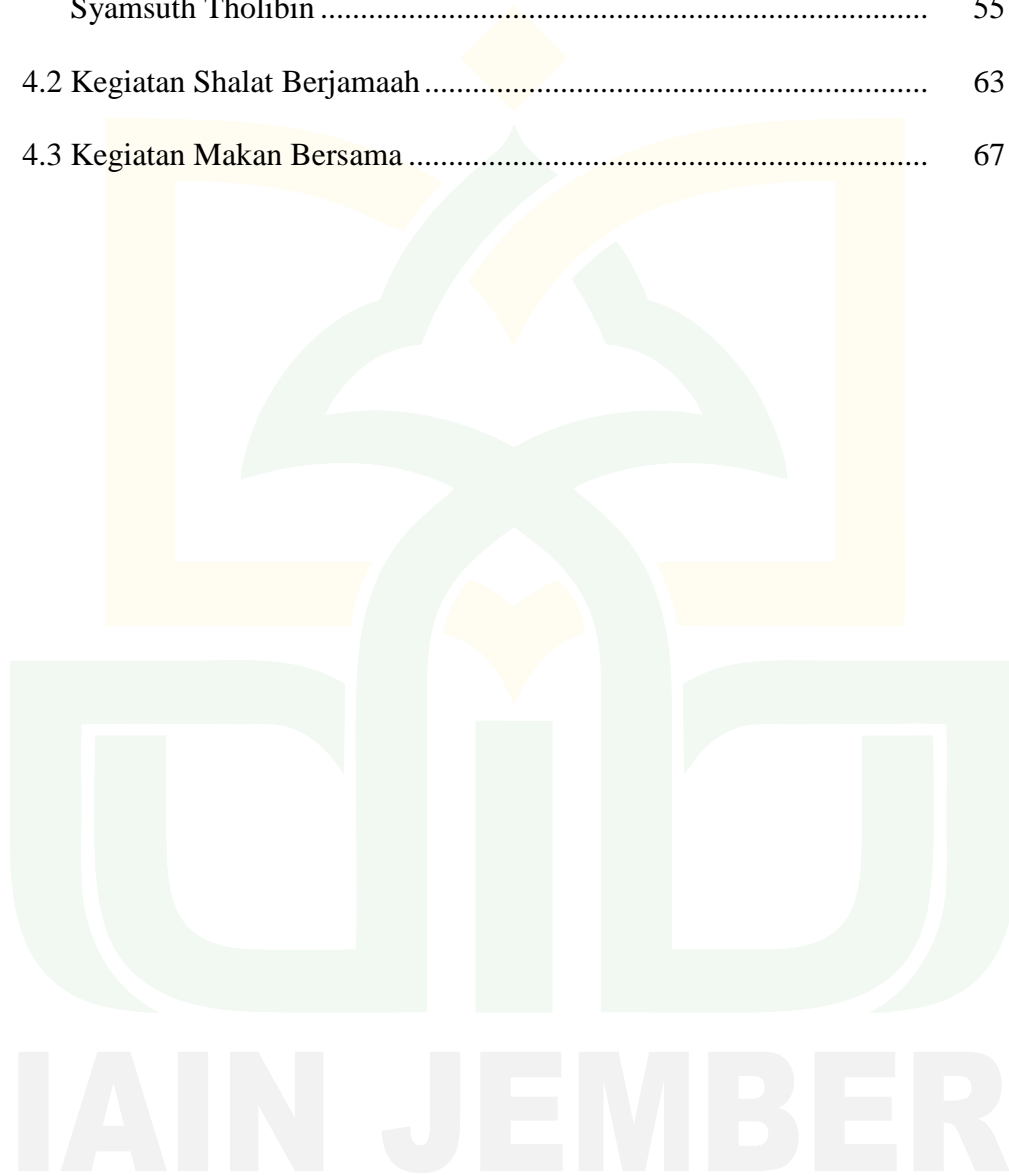 Syamsuth Tholibin ............................................................................ 55
4.2 Kegiatan Shalat Berjamaah ............................................................... 63
4.3 Kegiatan Makan Bersama ................................................................. 67
IAIN JEMBER